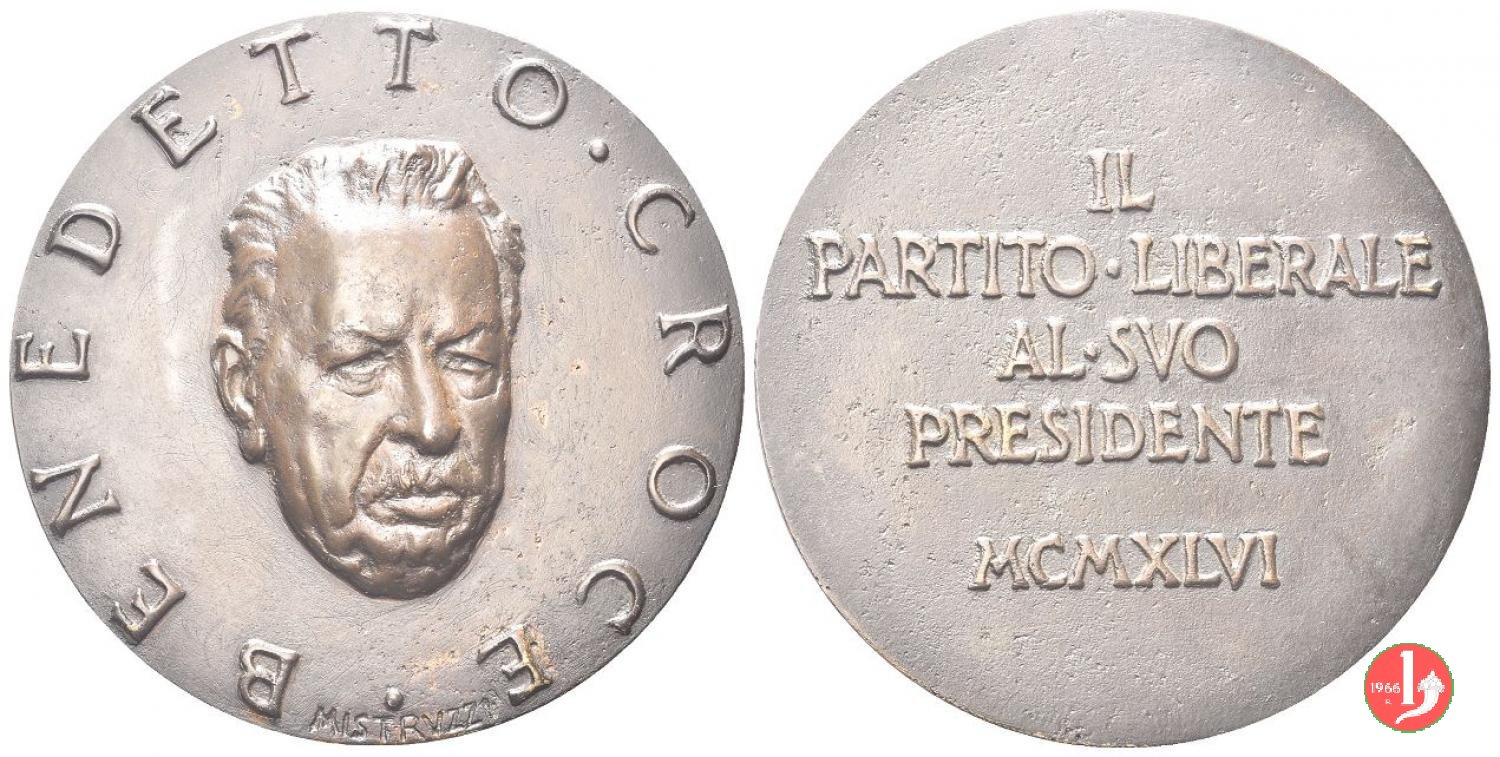 BENEDETTO · CROCE ·
MISTRUZZI
IL
PARTITO · LIBERALE
AL · SVO
PRESIDENTE
MCMXLVI
1966
R